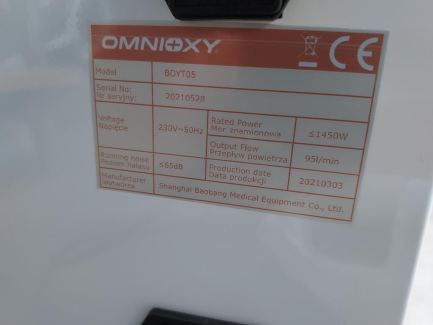 OMNIOXY
CE
Model BOYT05
Serial No:
Nr seryjny: 20210528
Voltage
Napięcie 230V~50Hz
Rated Power
Moc znamionowa ≤1450W
Output Flow
Przepływ powietrza 95l/min
Running noise
Poziom hałasu ≤65dB
Production date
Data produkcji 20210303
Manufacturer
Wytwórca Shanghai Baobang Medical Equipment Co., Ltd.